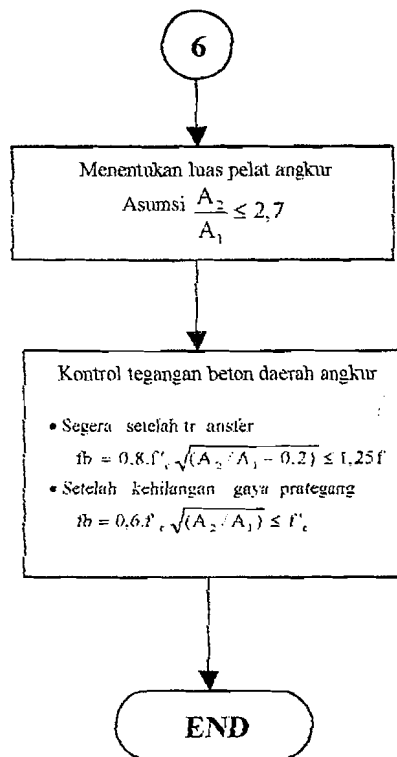 6
Menentukan luas pelat angkur
Asumsi A₂/A₁ ≤ 2,7
Kontrol tegangan beton daerah angkur
• Segera setelah tr ansfer
fb = 0,8.f'c √(A₂/A₁ - 0.2) ≤ 1,25f
• Setelah kehilangan gaya prategang
fb = 0,6.f'c √(A₂/A₁) ≤ f'c
END